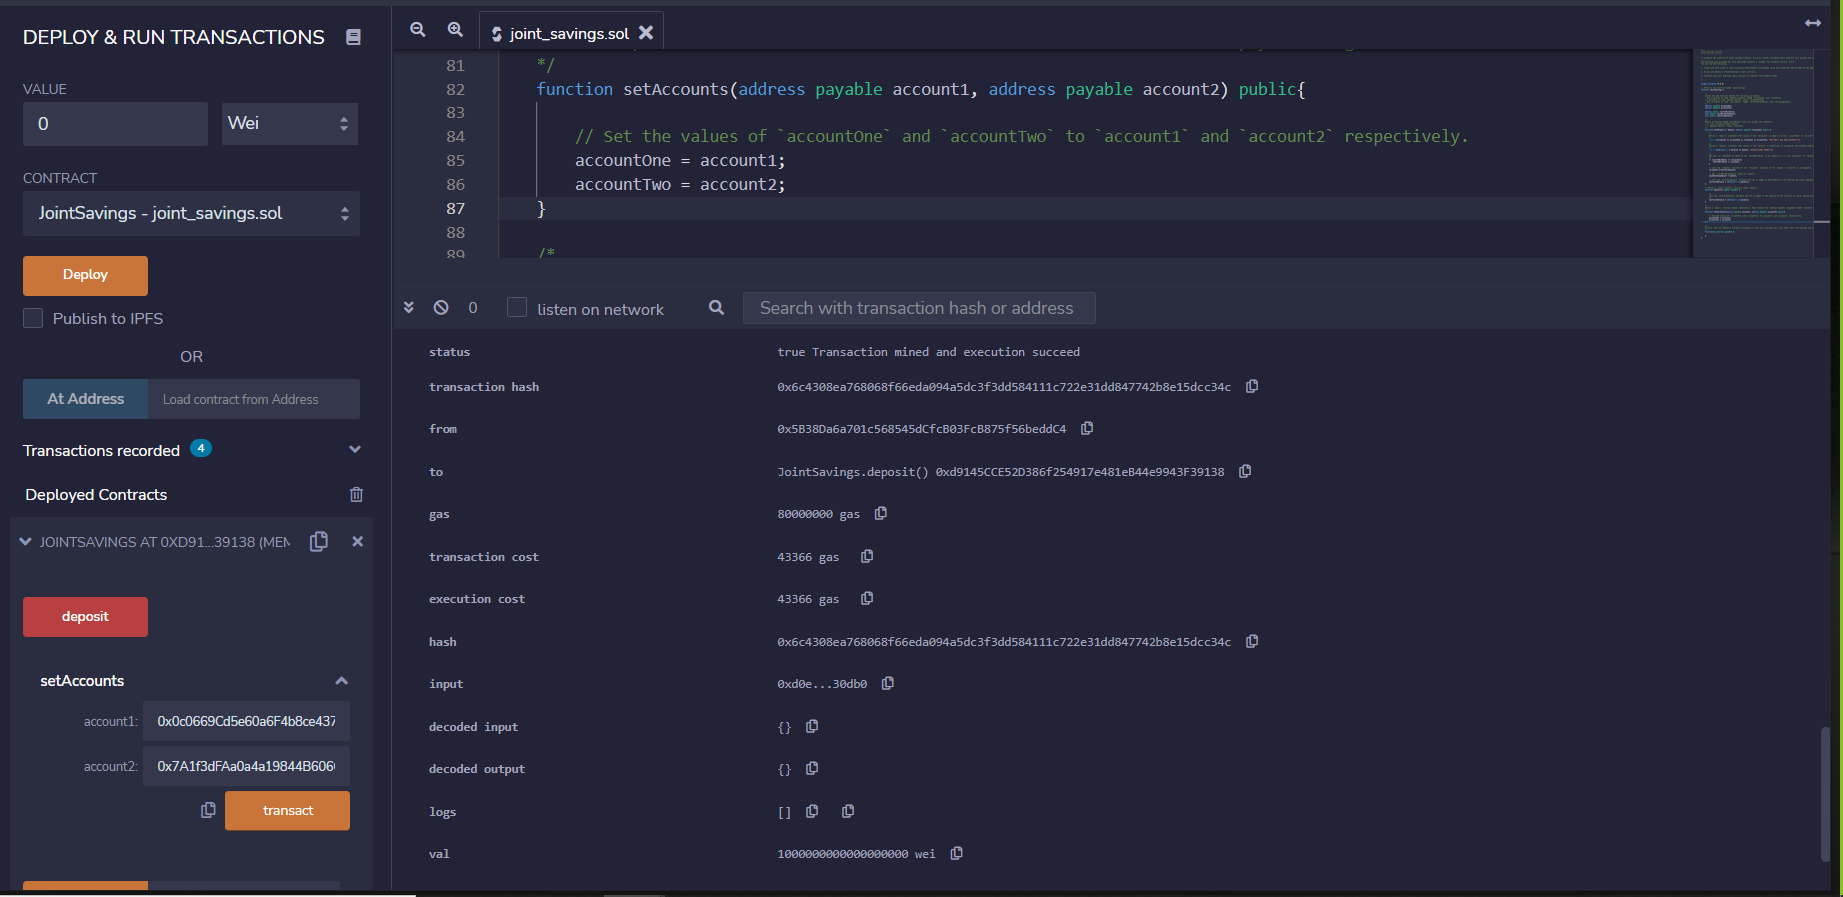 DEPLOY & RUN TRANSACTIONS
VALUE
0
Wei
CONTRACT
JointSavings - joint_savings.sol
Deploy
Publish to IPFS
OR
At Address
Load contract from Address
Transactions recorded 4
Deployed Contracts
JOINTSAVINGS AT 0XD91...39138 (MEM
deposit
setAccounts
account1: 0x0c0669Cd5e60a6F4b8ce437
account2: 0x7A1f3dFAa0a4a19844B606
transact
joint_savings.sol
81 */
82 function setAccounts(address payable account1, address payable account2) public{
83
84 // Set the values of `accountOne` and `accountTwo` to `account1` and `account2` respectively.
85 accountOne = account1;
86 accountTwo = account2;
87 }
88
89 /*
0 listen on network
Search with transaction hash or address
status true Transaction mined and execution succeed
transaction hash 0x6c4308ea768068f66eda094a5dc3f3dd584111c722e31dd847742b8e15dcc34c
from 0x5B38Da6a701c568545dCfcB03FcB875f56beddC4
to JointSavings.deposit() 0xd9145CCE52D386f254917e481eB44e9943F39138
gas 80000000 gas
transaction cost 43366 gas
execution cost 43366 gas
hash 0x6c4308ea768068f66eda094a5dc3f3dd584111c722e31dd847742b8e15dcc34c
input 0xd0e...30db0
decoded input {}
decoded output {}
logs []
val 1000000000000000000 wei